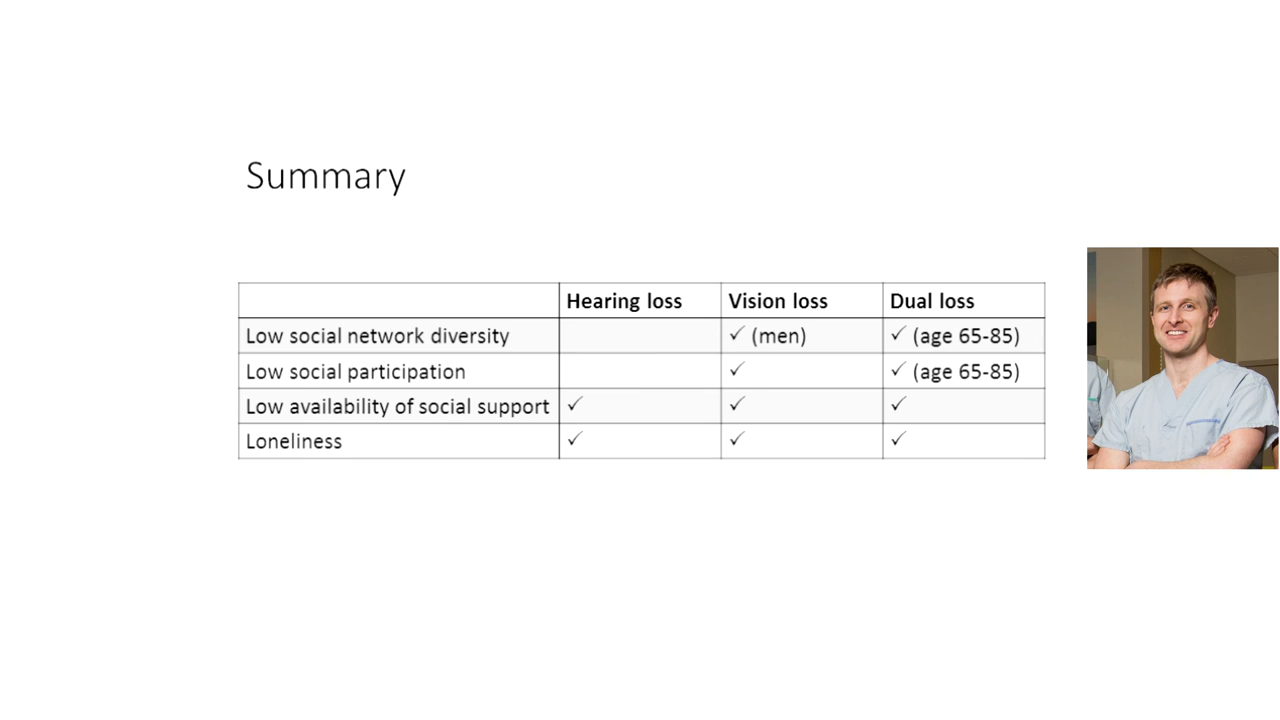 Summary
Hearing loss Vision loss Dual loss
Low social network diversity ✓ (men) ✓ (age 65-85)
Low social participation ✓ ✓ (age 65-85)
Low availability of social support ✓ ✓ ✓
Loneliness ✓ ✓ ✓